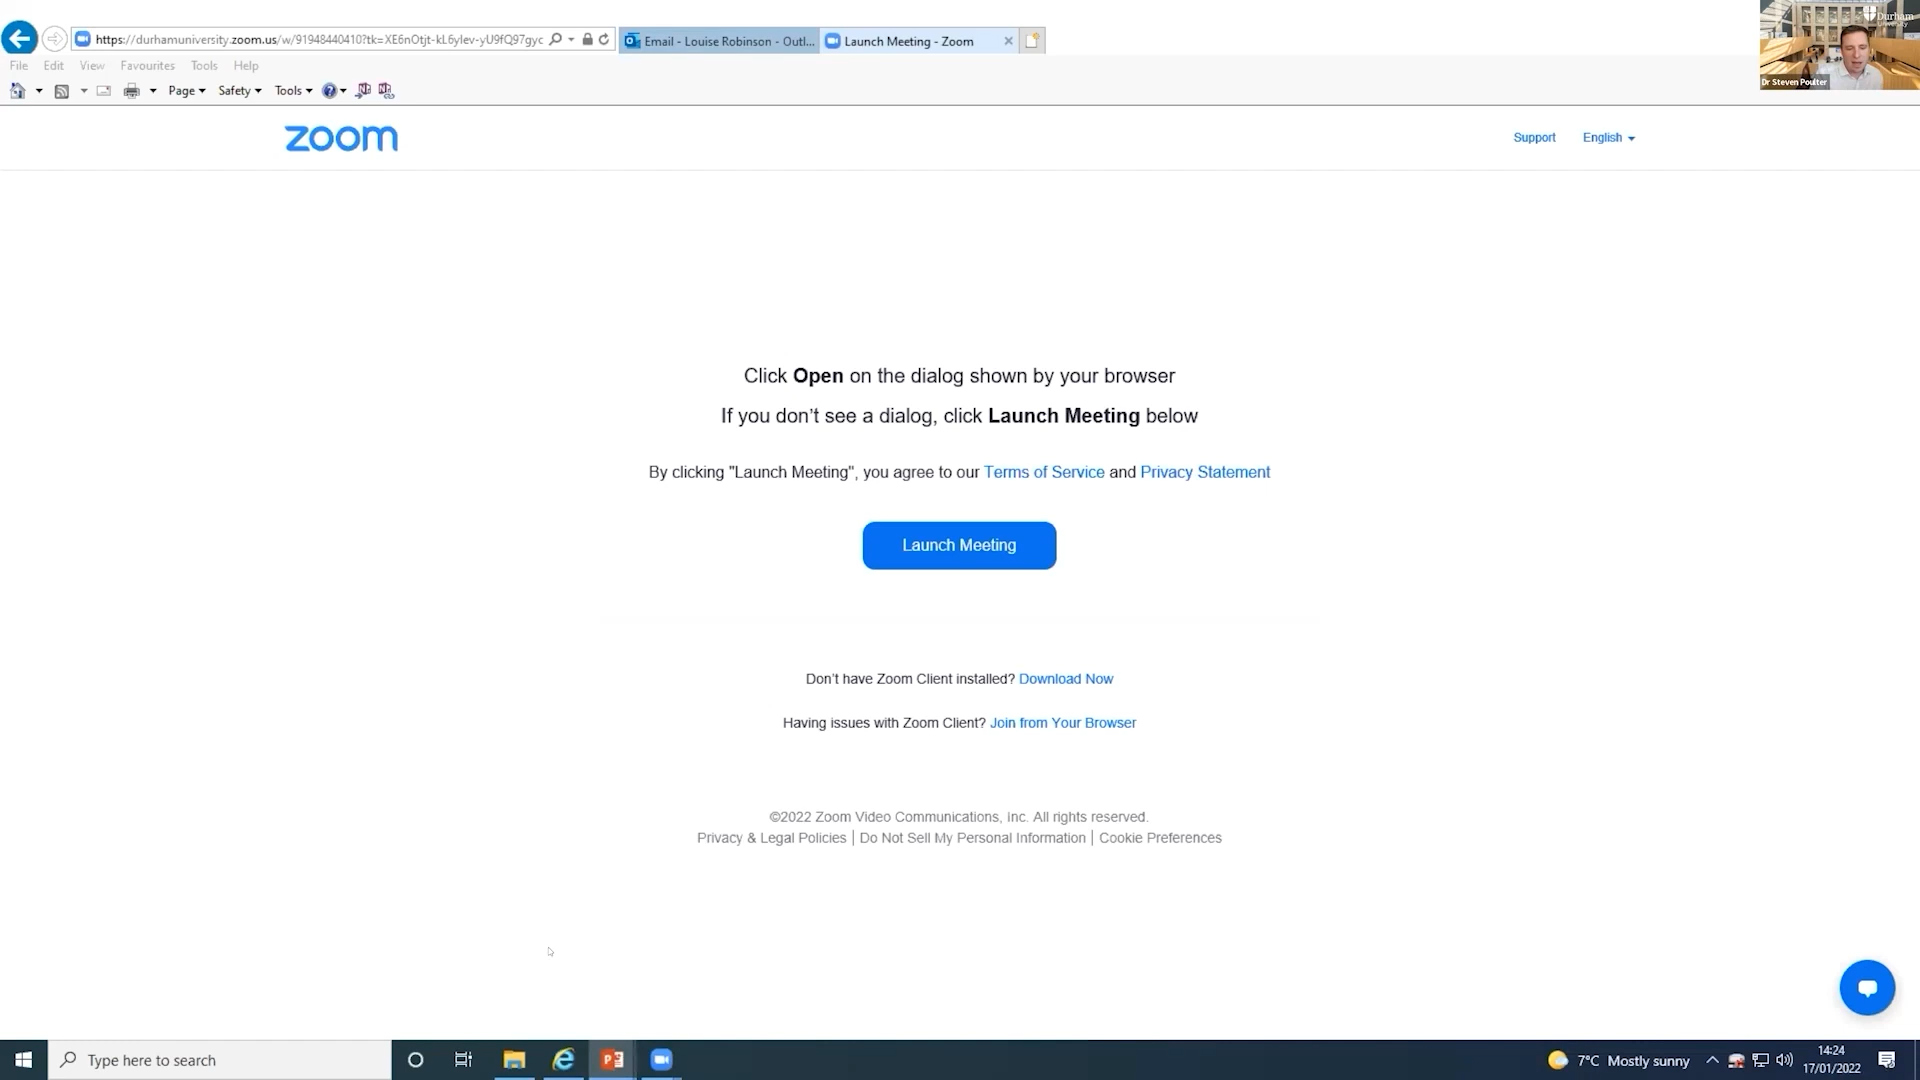 https://durhamuniversity.zoom.us/w/91948440410?tk=XE6nOtjt-kL6ylev-yU9fQ97gyc
Email - Louise Robinson - Outl...
Launch Meeting - Zoom
Durham
University
Dr Steven Poulter
File Edit View Favourites Tools Help
Page Safety Tools
zoom
Support English
Click Open on the dialog shown by your browser
If you don't see a dialog, click Launch Meeting below
By clicking "Launch Meeting", you agree to our Terms of Service and Privacy Statement
Launch Meeting
Don't have Zoom Client installed? Download Now
Having issues with Zoom Client? Join from Your Browser
©2022 Zoom Video Communications, Inc. All rights reserved.
Privacy & Legal Policies | Do Not Sell My Personal Information | Cookie Preferences
Type here to search
7°C Mostly sunny
14:24
17/01/2022